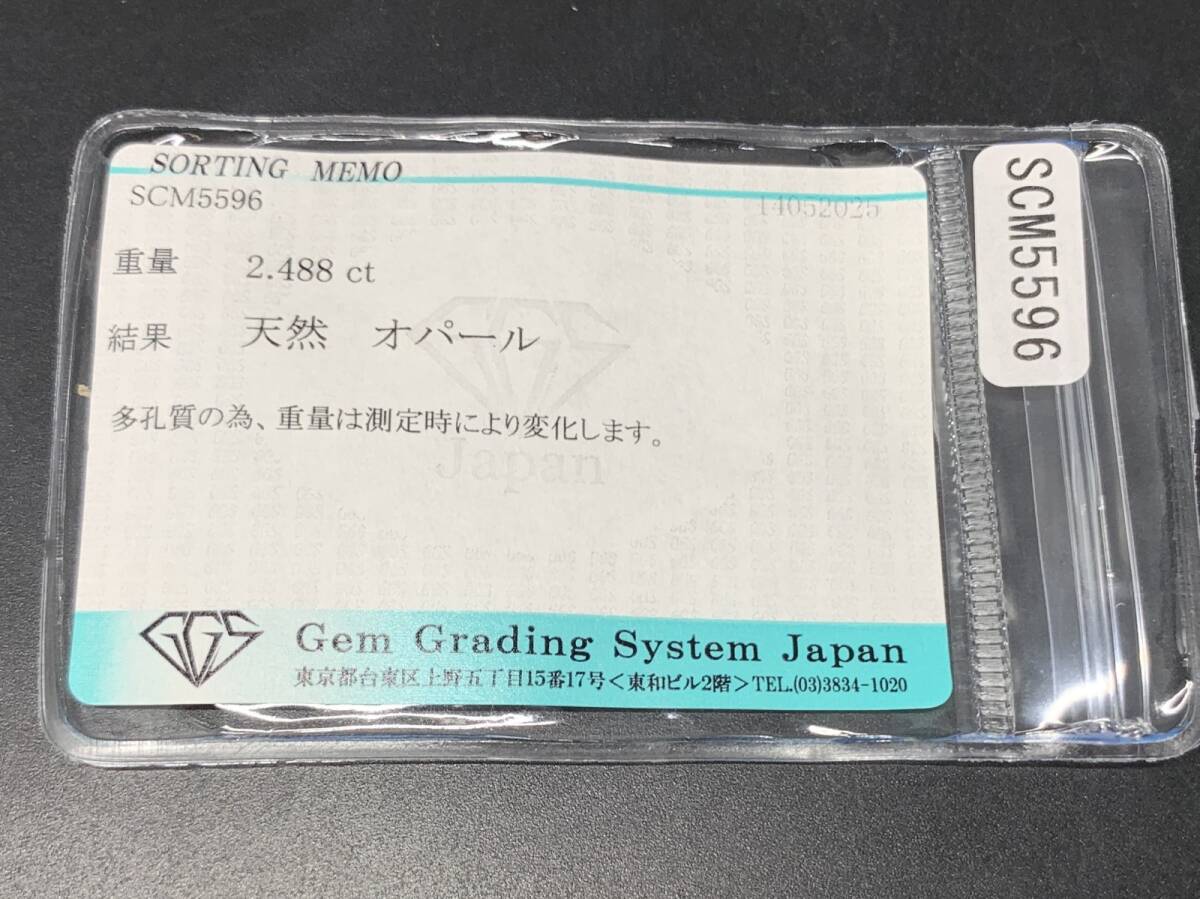 SORTING MEMO
SCM5596
14052025
重量 2.488 ct
結果 天然 オパール
多孔質の為、重量は測定時により変化します。
GGS
Japan
GGS
Gem Grading System Japan
東京都台東区上野五丁目15番17号<東和ビル2階>TEL.(03)3834-1020
SCM5596